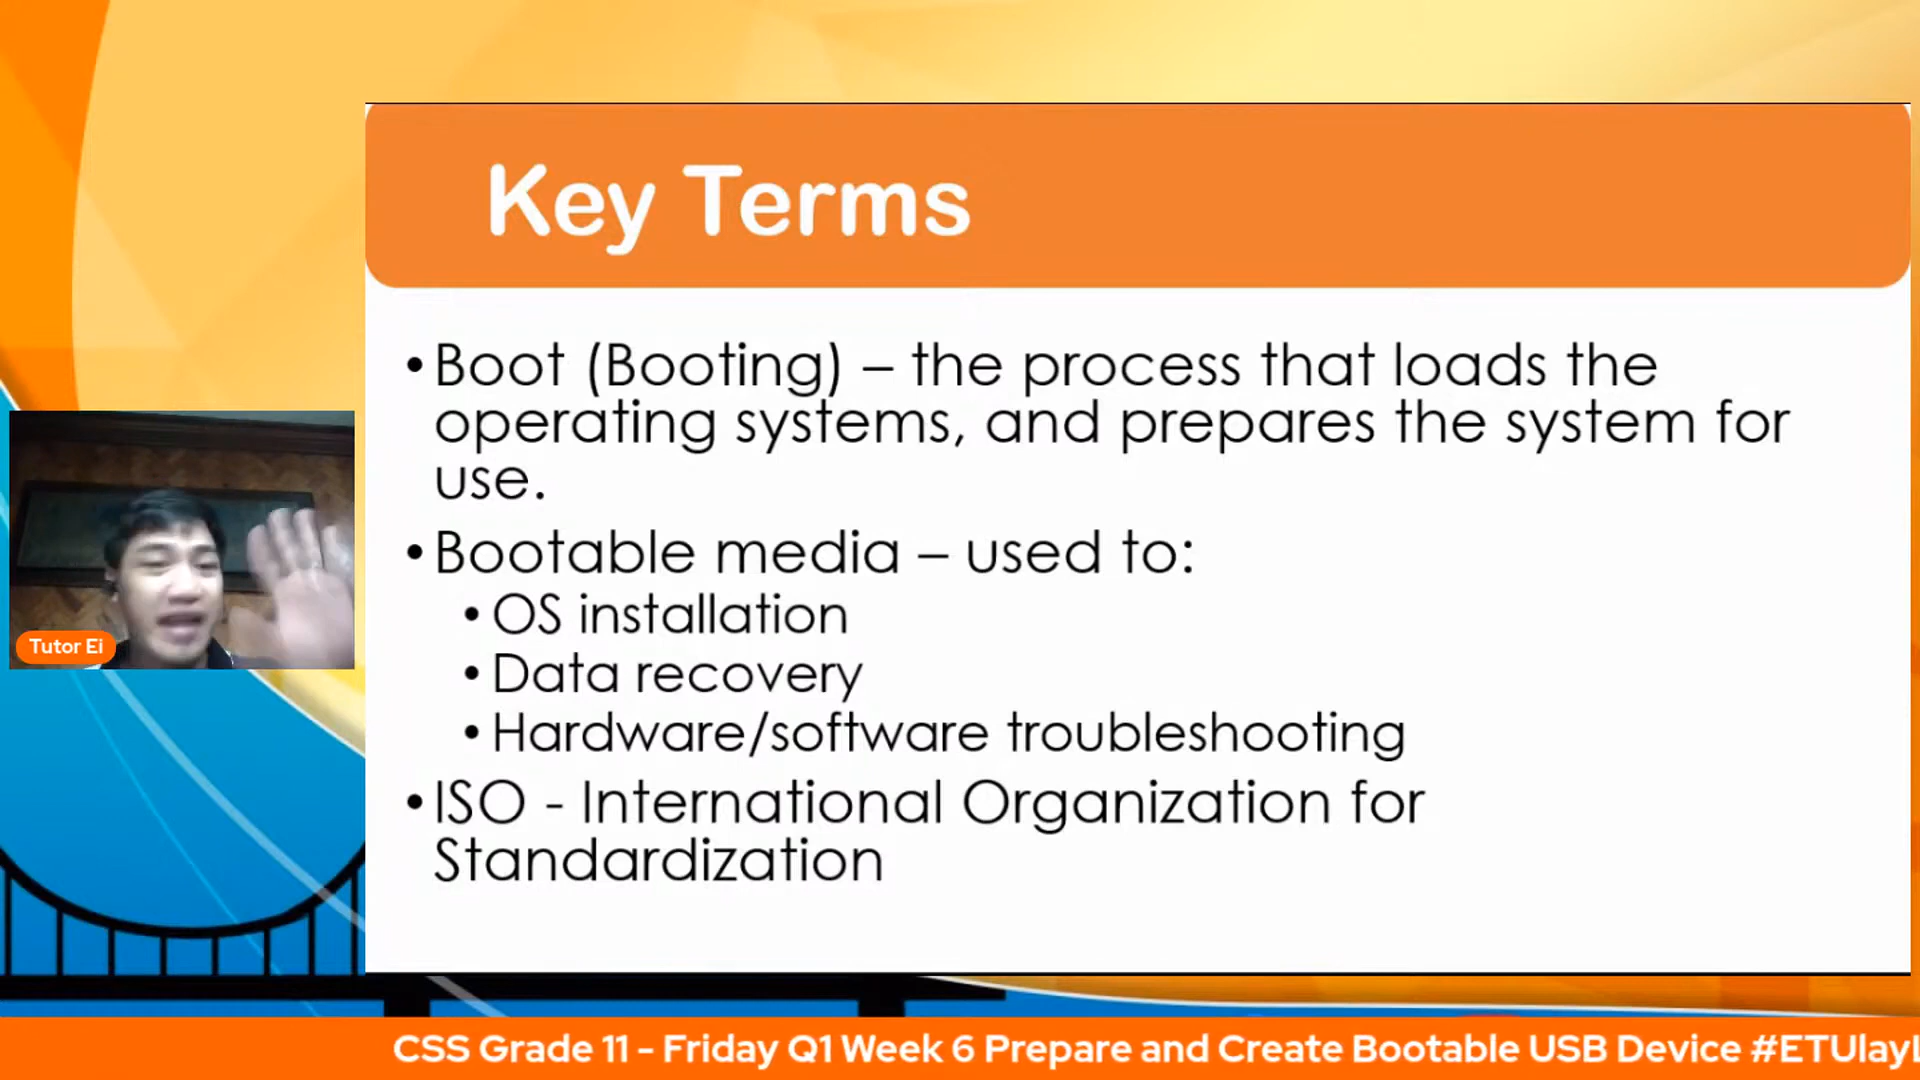 Key Terms
•Boot (Booting) – the process that loads the
operating systems, and prepares the system for
use.
•Bootable media – used to:
•OS installation
•Data recovery
•Hardware/software troubleshooting
•ISO - International Organization for
Standardization
Tutor Ei
CSS Grade 11 - Friday Q1 Week 6 Prepare and Create Bootable USB Device #ETUlayL